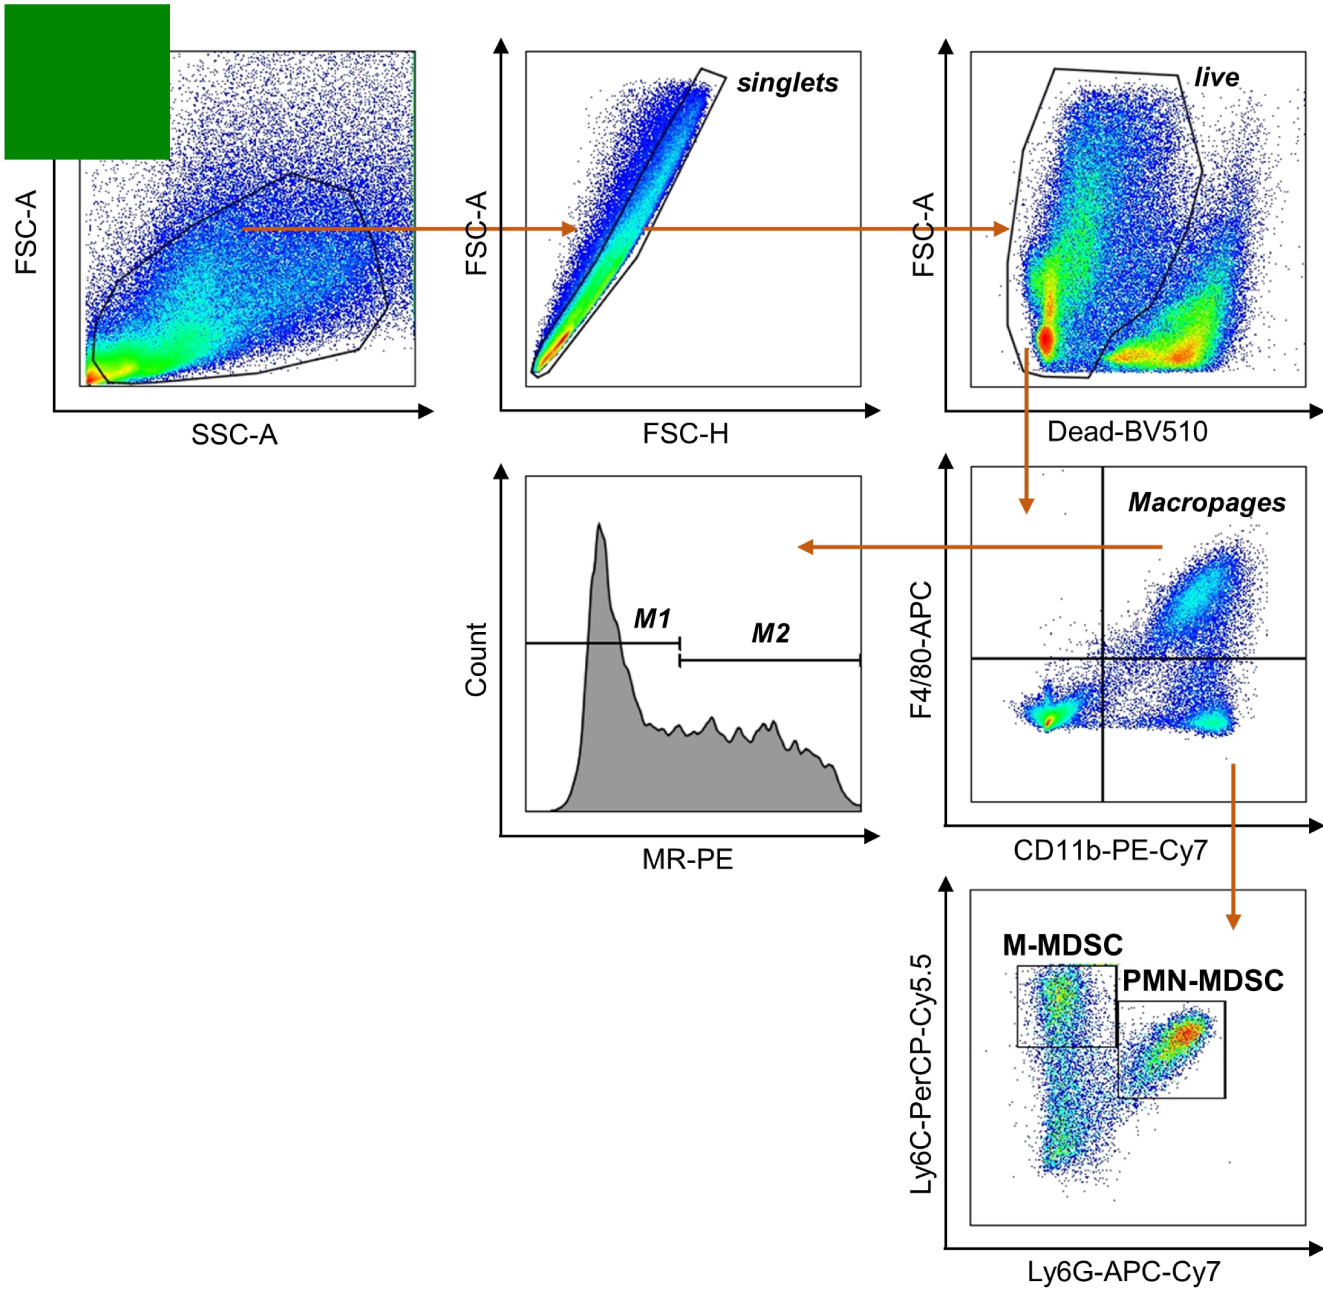 FSC-A
SSC-A
singlets
FSC-A
FSC-H
live
FSC-A
Dead-BV510
M1
M2
Count
MR-PE
Macropages
F4/80-APC
CD11b-PE-Cy7
M-MDSC
PMN-MDSC
Ly6C-PerCP-Cy5.5
Ly6G-APC-Cy7